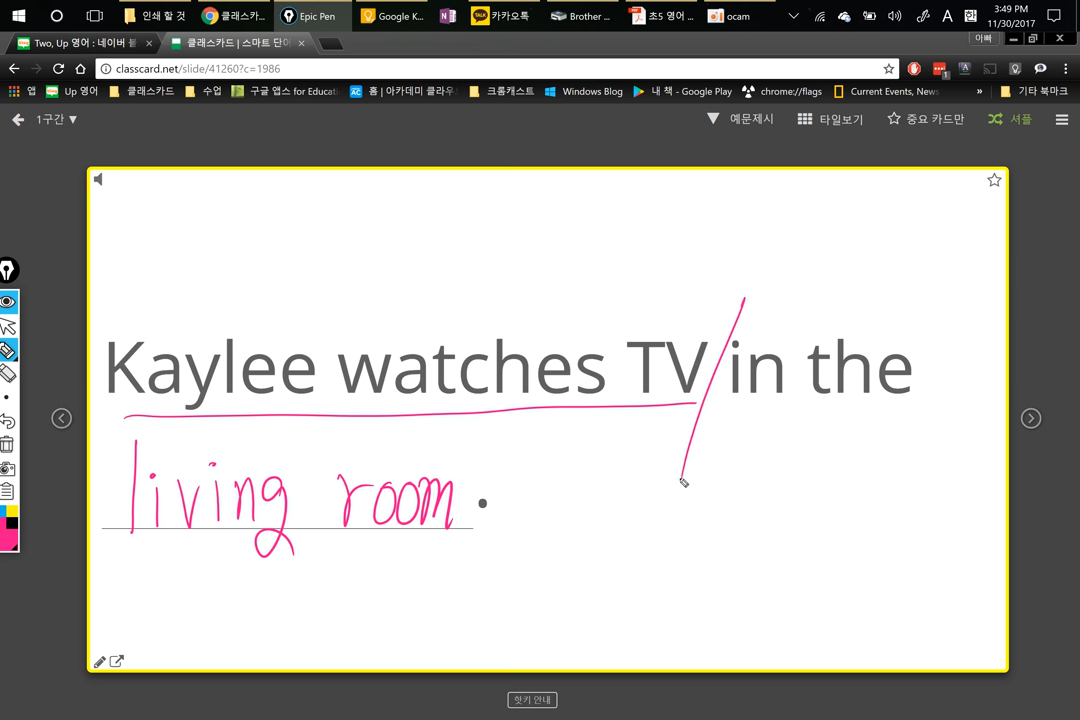 인쇄 할 것
클래스카...
Epic Pen
Google K...
카카오톡
Brother ...
초5 영어 ...
ocam
A
한
3:49 PM
11/30/2017
Two, Up 영어 : 네이버 블
클래스카드 | 스마트 단어
아빠
classcard.net/slide/41260?c=1986
앱
Up 영어
클래스카드
수업
구글 앱스 for Educati
홈 | 아카데미 클라우
크롬캐스트
Windows Blog
내 책 - Google Play
chrome://flags
Current Events, News
»
기타 북마크
1구간 ▼
예문제시
타일보기
중요 카드만
셔플
Kaylee watches TV / in the
living room.
핫키 안내